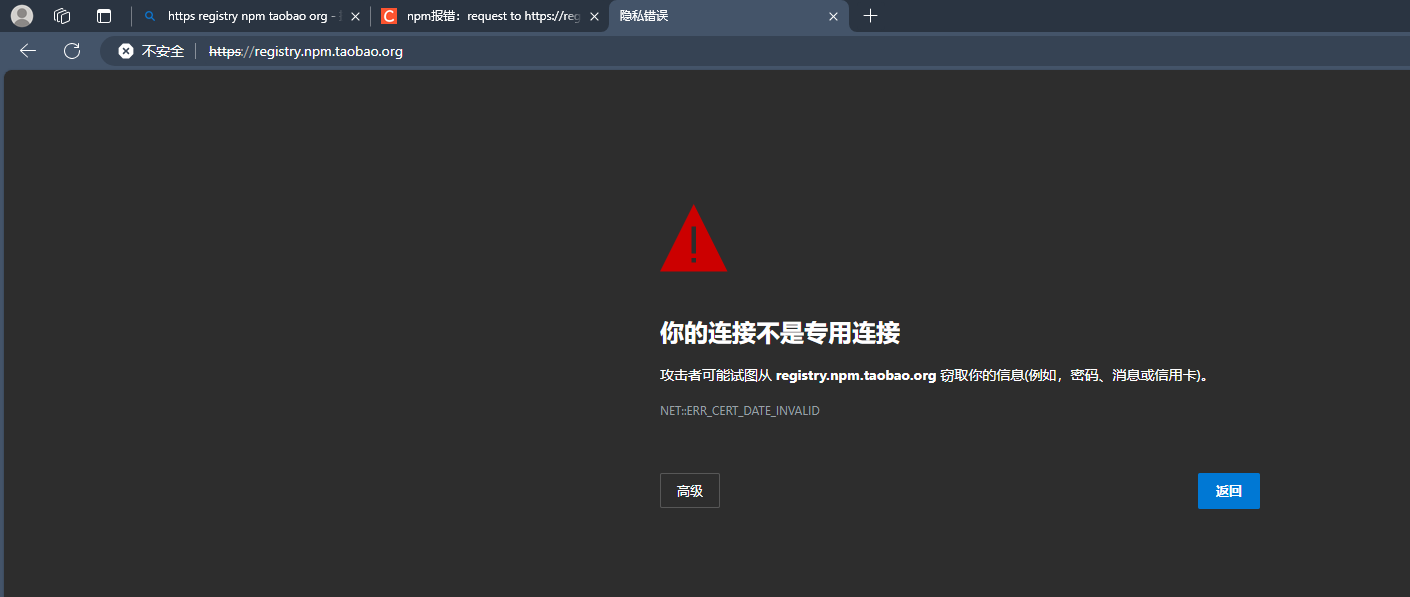 https registry npm taobao org -
npm报错：request to https://reg
隐私错误
不安全
https://registry.npm.taobao.org
你的连接不是专用连接
攻击者可能试图从 registry.npm.taobao.org 窃取你的信息(例如，密码、消息或信用卡)。
NET::ERR_CERT_DATE_INVALID
高级
返回